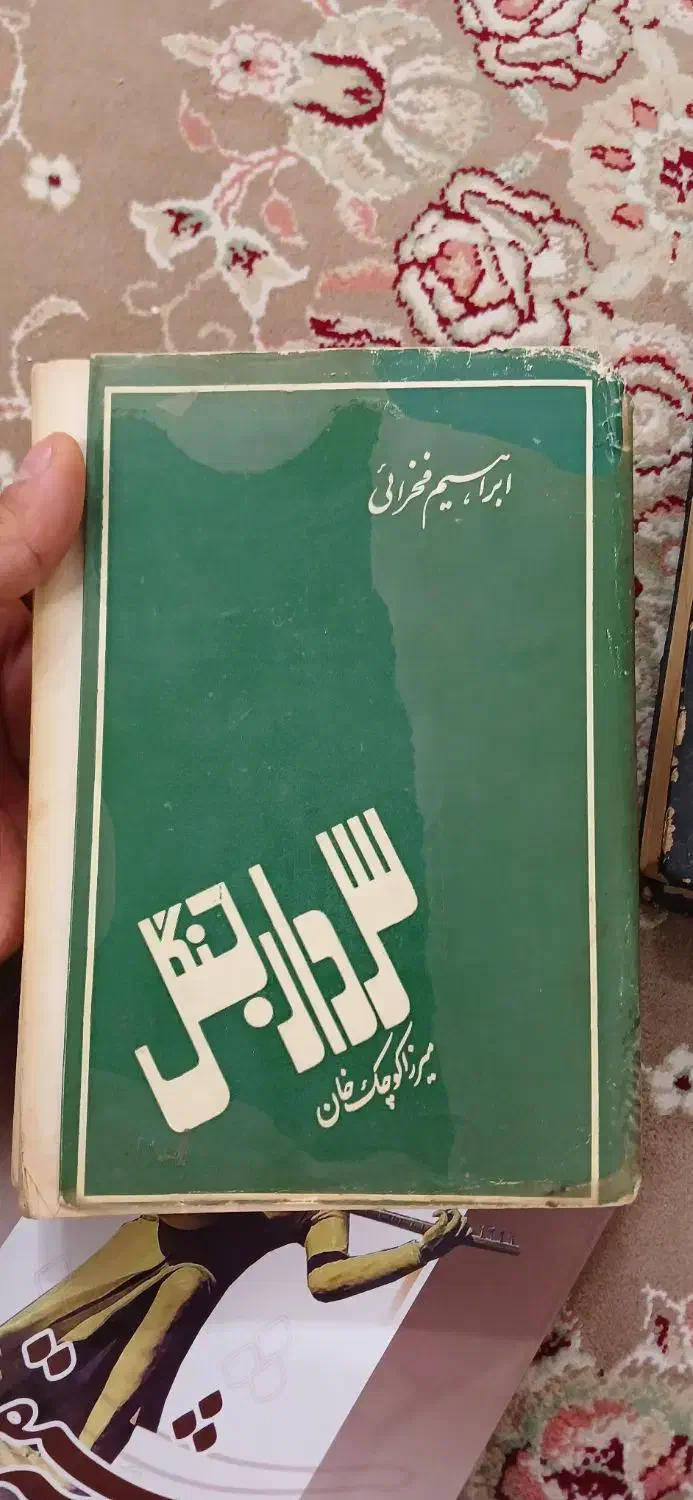 ابراهیم فخرائی
سردار جنگل
میرزا کوچک خان